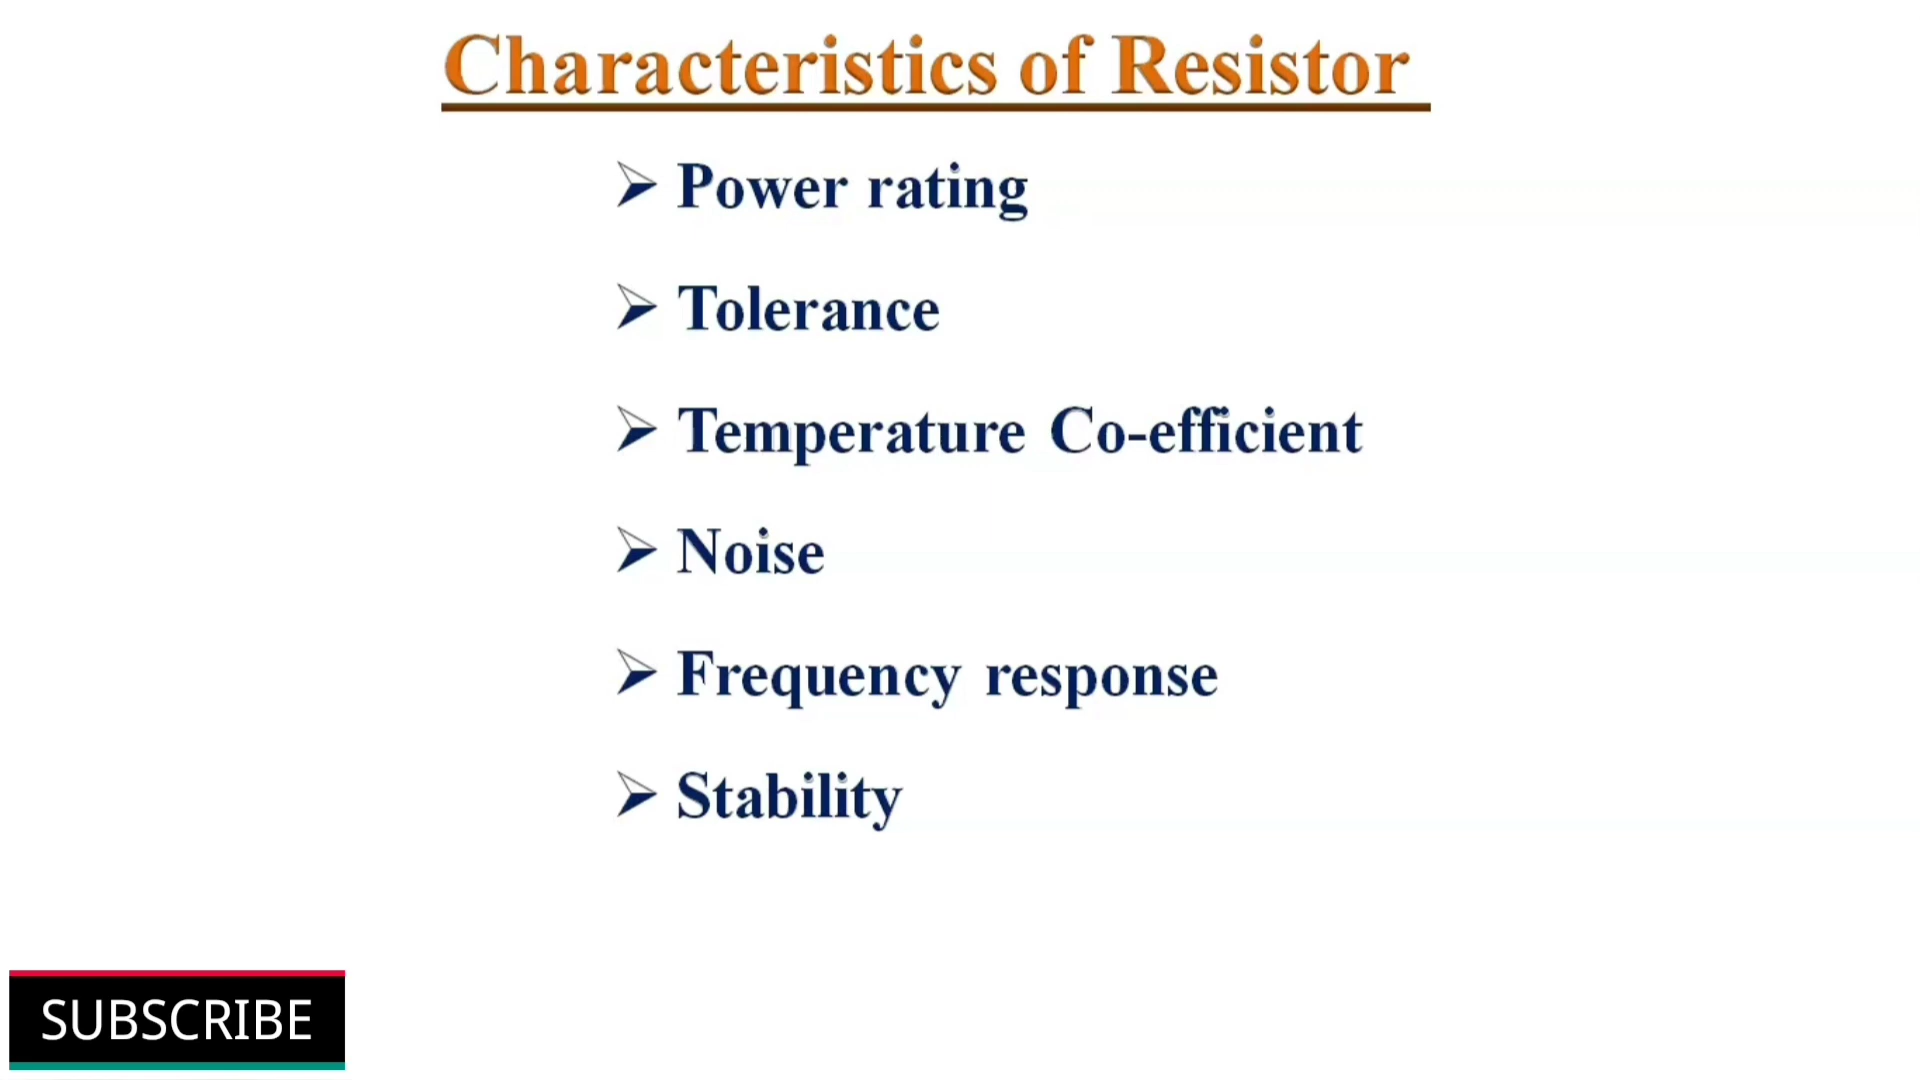 Characteristics of Resistor
➢ Power rating
➢ Tolerance
➢ Temperature Co-efficient
➢ Noise
➢ Frequency response
➢ Stability
SUBSCRIBE